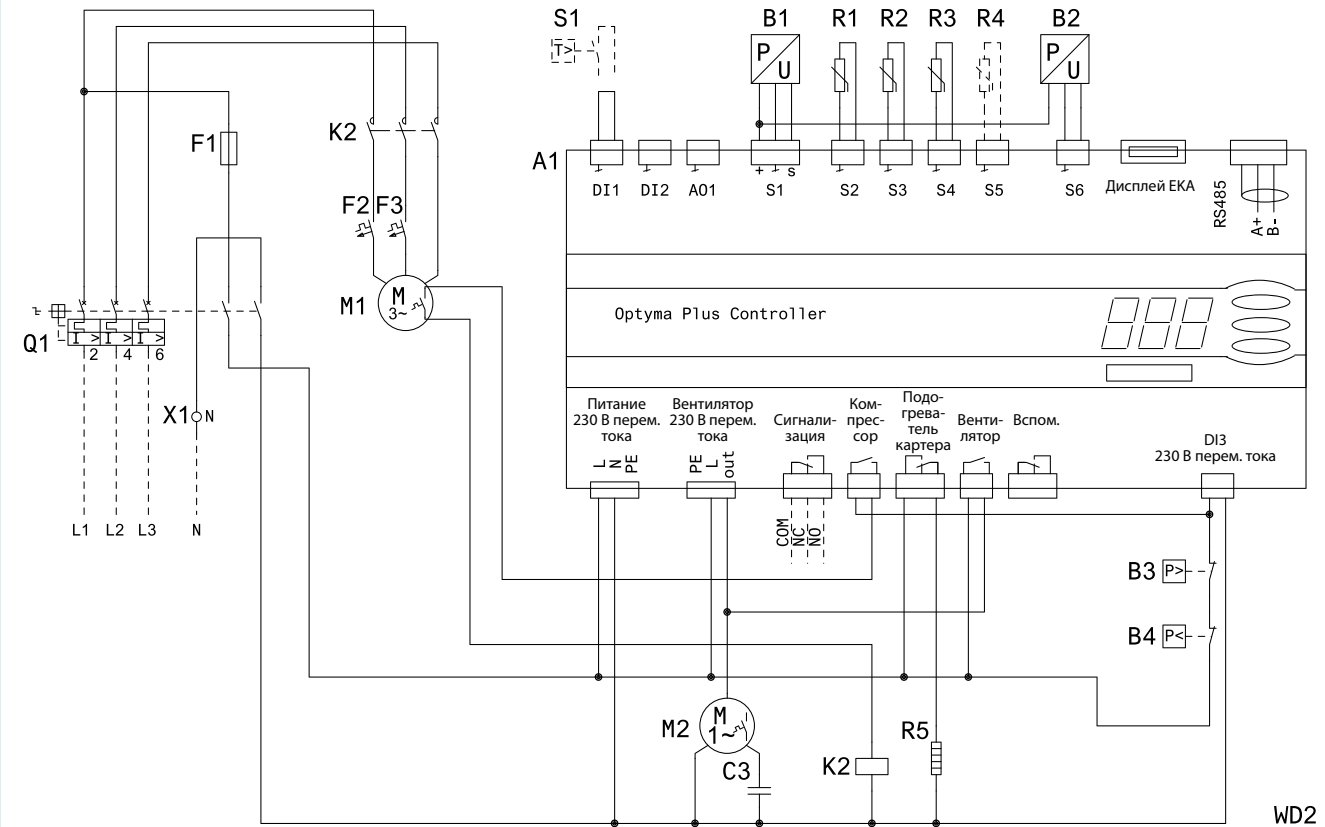 S1
B1
R1
R2
R3
R4
B2
T>
P
U
P
U
F1
K2
A1
+
s
DI1
DI2
AO1
S1
S2
S3
S4
S5
S6
Дисплей EKA
RS485
A+
B-
F2
F3
M1
M
3~
Q1
I >
I >
I >
2
4
6
Optyma Plus Controller
X1
N
L1
L2
L3
N
Питание
230 В перем.
тока
L
N
PE
Вентилятор
230 В перем.
тока
PE
L
out
Сигнали-
зация
Ком-
прес-
сор
Подо-
грева-
тель
картера
Венти-
лятор
Вспом.
DI3
230 В перем. тока
COM
NC
NO
B3
P>
B4
P<
M2
M
1~
C3
K2
R5
WD2